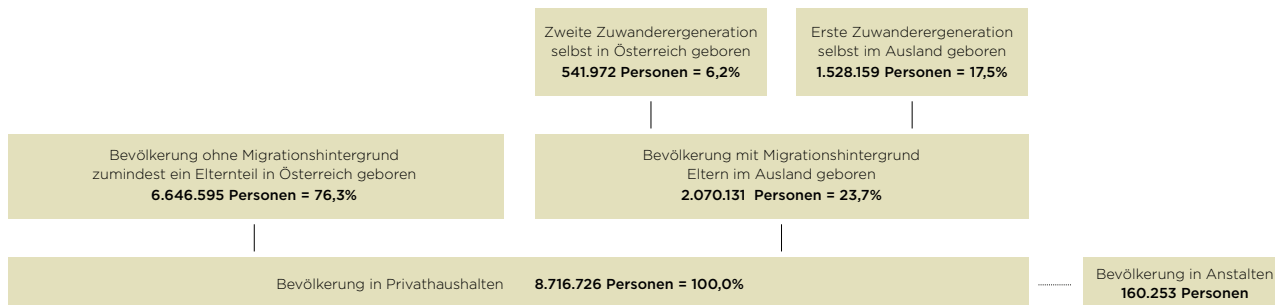 Zweite Zuwanderergeneration
selbst in Österreich geboren
541.972 Personen = 6,2%
Erste Zuwanderergeneration
selbst im Ausland geboren
1.528.159 Personen = 17,5%
Bevölkerung ohne Migrationshintergrund
zumindest ein Elternteil in Österreich geboren
6.646.595 Personen = 76,3%
Bevölkerung mit Migrationshintergrund
Eltern im Ausland geboren
2.070.131 Personen = 23,7%
Bevölkerung in Privathaushalten 8.716.726 Personen = 100,0%
Bevölkerung in Anstalten
160.253 Personen